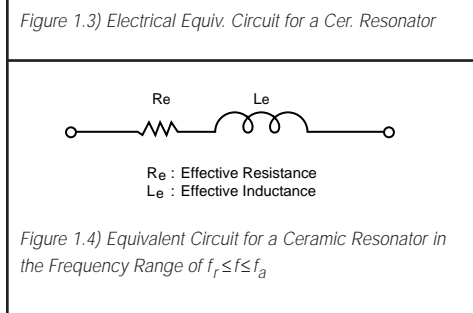 Figure 1.3) Electrical Equiv. Circuit for a Cer. Resonator
Re Le
Re : Effective Resistance
Le : Effective Inductance
Figure 1.4) Equivalent Circuit for a Ceramic Resonator in
the Frequency Range of fr≤f≤fa